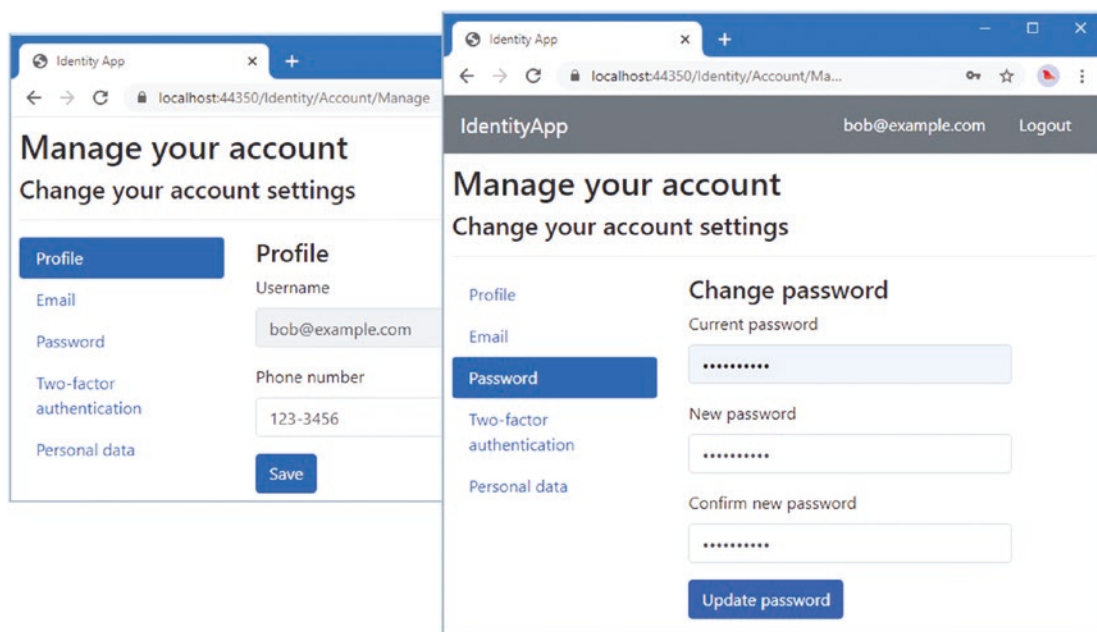 Identity App
localhost:44350/Identity/Account/Manage
Manage your account
Change your account settings
Profile
Email
Password
Two-factor
authentication
Personal data
Profile
Username
bob@example.com
Phone number
123-3456
Save
Identity App
localhost:44350/Identity/Account/Ma...
IdentityApp bob@example.com Logout
Manage your account
Change your account settings
Profile
Email
Password
Two-factor
authentication
Personal data
Change password
Current password
New password
Confirm new password
Update password